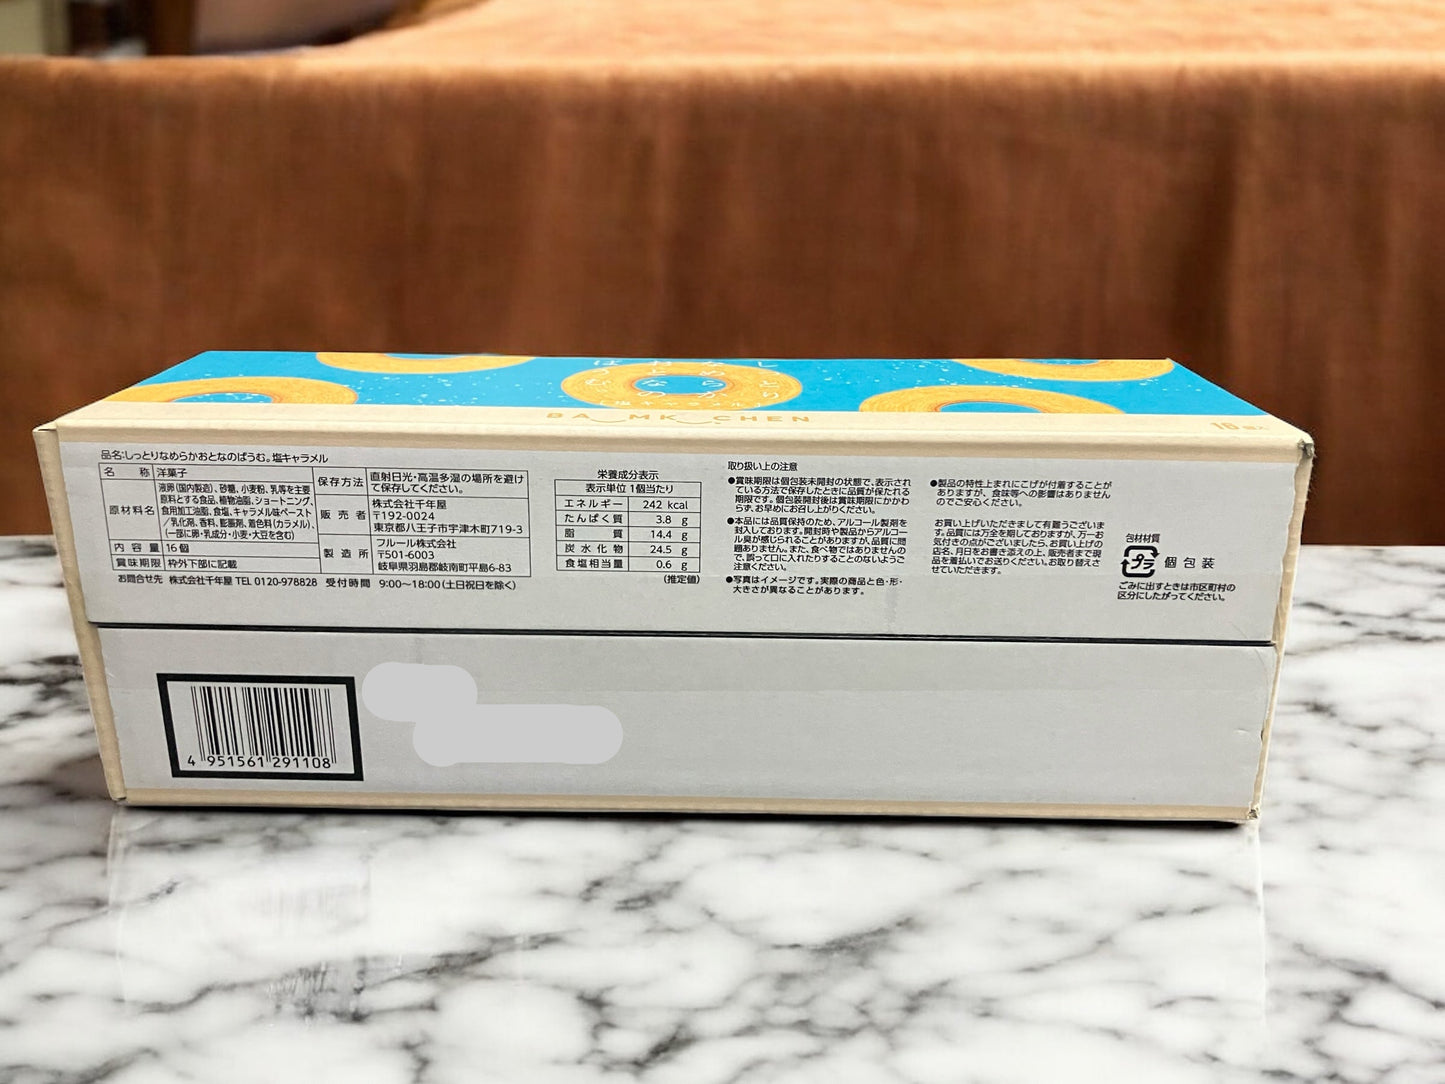 しっとり
なめらか
おとなの
ばうむ。
塩キャラメル
BAUMKUCHEN
16個入
品名:しっとりなめらかおとなのばうむ。塩キャラメル
名 称 洋菓子
原材料名 液卵(国内製造)、砂糖、小麦粉、乳等を主要
原料とする食品、植物油脂、ショートニング、
食用加工油脂、食塩、キャラメル味ペースト
/乳化剤、香料、膨脹剤、着色料(カラメル)、
(一部に卵・乳成分・小麦・大豆を含む)
内容量 16個
賞味期限 枠外下部に記載
保存方法 直射日光・高温多湿の場所を避け
て保存してください。
販売者 株式会社千年屋
〒192-0024
東京都八王子市宇津木町719-3
製造所 フルール株式会社
〒501-6003
岐阜県羽島郡岐南町平島6-83
お問合せ先 株式会社千年屋 TEL 0120-978828 受付時間 9:00〜18:00(土日祝日を除く)
栄養成分表示
表示単位 1個当たり
エネルギー 242 kcal
たんぱく質 3.8 g
脂質 14.4 g
炭水化物 24.5 g
食塩相当量 0.6 g
(推定値)
取り扱い上の注意
●賞味期限は個包装未開封の状態で、表示され
ている方法で保存したときに品質が保たれる
期限です。個包装開封後は賞味期限にかかわ
らず、お早めにお召し上がりください。
●本品には品質保持のため、アルコール製剤を
封入しております。開封時や製品からアルコー
ル臭が感じられることがありますが、品質に問
題ありません。また、食べ物ではありませんの
で、誤って口に入れたりすることのないようご
注意ください。
●写真はイメージです。実際の商品と色・形・
大きさが異なることがあります。
●製品の特性上まれにこげが付着することが
ありますが、食味等への影響はありません
のでご安心ください。
お買い上げいただきまして有難うございま
す。品質には万全を期しておりますが、万一お
気付きの点がございましたら、お買い上げの
店名、月日をお書き添えの上、販売者まで現
品を着払いでお送りください。お取り替えさ
せていただきます。
包材材質
プラ 個包装
ごみに出すときは市区町村の
区分にしたがってください。
4 951561 291108